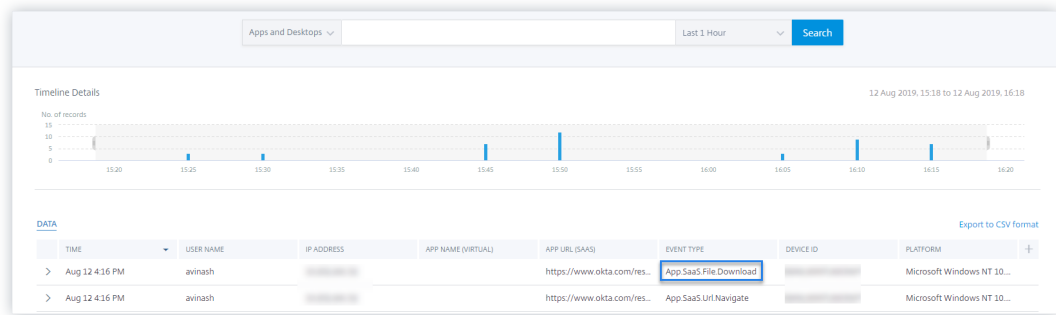 Apps and Desktops Last 1 Hour Search
Timeline Details 12 Aug 2019, 15:18 to 12 Aug 2019, 16:18
No. of records
15
10
5
0
15:20 15:25 15:30 15:35 15:40 15:45 15:50 15:55 16:00 16:05 16:10 16:15 16:20
DATA Export to CSV format
TIME USER NAME IP ADDRESS APP NAME (VIRTUAL) APP URL (SAAS) EVENT TYPE DEVICE ID PLATFORM +
> Aug 12 4:16 PM avinash https://www.okta.com/res... App.SaaS.File.Download Microsoft Windows NT 10....
> Aug 12 4:16 PM avinash https://www.okta.com/res... App.SaaS.Url.Navigate Microsoft Windows NT 10....